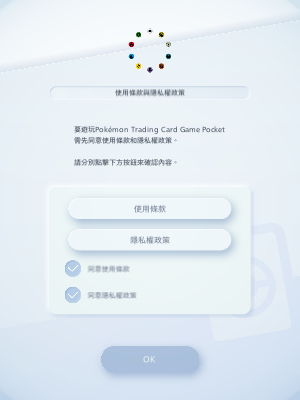 使用條款與隱私權政策
要遊玩Pokémon Trading Card Game Pocket
需先同意使用條款和隱私權政策。
請分別點擊下方按鈕來確認內容。
使用條款
隱私權政策
同意使用條款
同意隱私權政策
OK